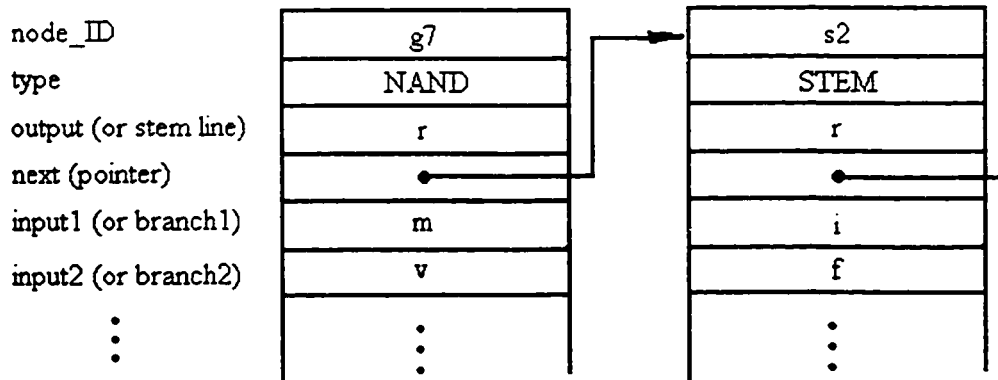 node_ID g7 s2
type NAND STEM
output (or stem line) r r
next (pointer)
input1 (or branch1) m i
input2 (or branch2) v f